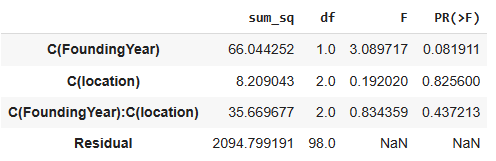 sum_sq df F PR(>F)
C(FoundingYear) 66.044252 1.0 3.089717 0.081911
C(location) 8.209043 2.0 0.192020 0.825600
C(FoundingYear):C(location) 35.669677 2.0 0.834359 0.437213
Residual 2094.799191 98.0 NaN NaN